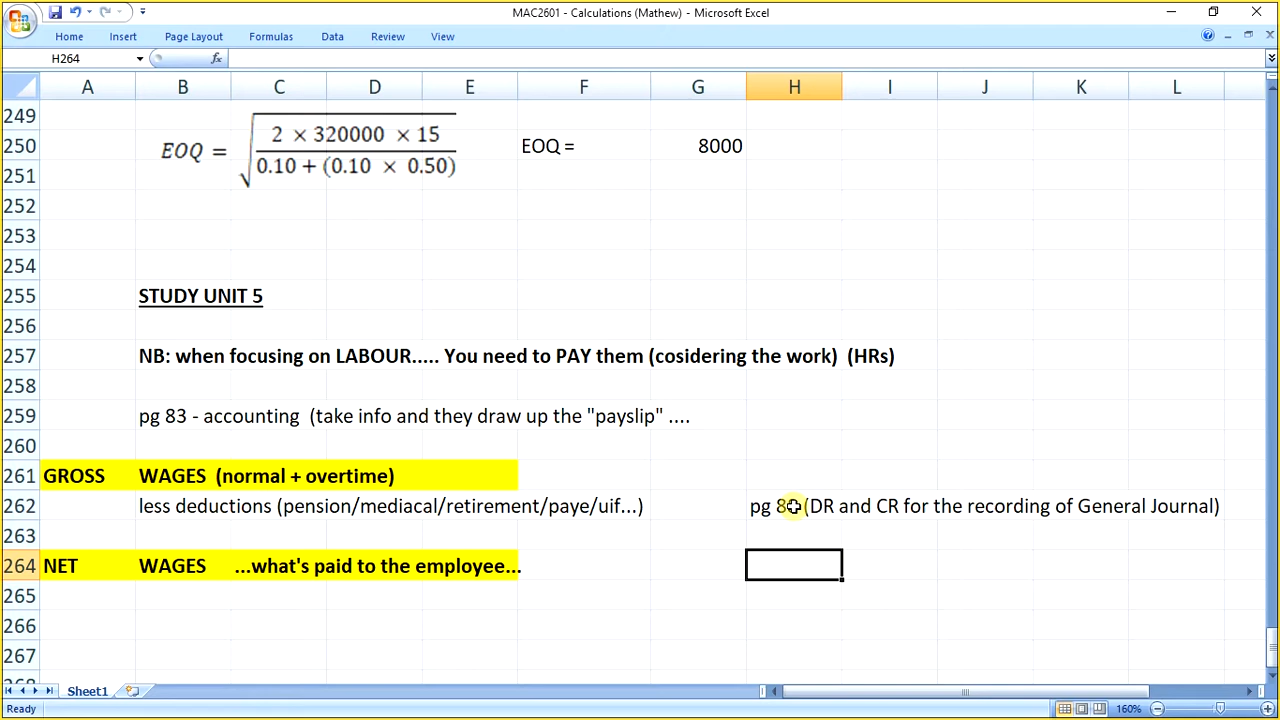 MAC2601 - Calculations (Mathew) - Microsoft Excel
Home Insert Page Layout Formulas Data Review View
H264 fx
A B C D E F G H I J K L
249
250 EOQ = √ 2 × 320000 × 15 / 0.10 + (0.10 × 0.50) EOQ = 8000
251
252
253
254
255 STUDY UNIT 5
256
257 NB: when focusing on LABOUR..... You need to PAY them (cosidering the work) (HRs)
258
259 pg 83 - accounting (take info and they draw up the "payslip" ....
260
261 GROSS WAGES (normal + overtime)
262 less deductions (pension/mediacal/retirement/paye/uif...) pg (DR and CR for the recording of General Journal)
263
264 NET WAGES ...what's paid to the employee...
265
266
267
268
Sheet1
Ready 160%